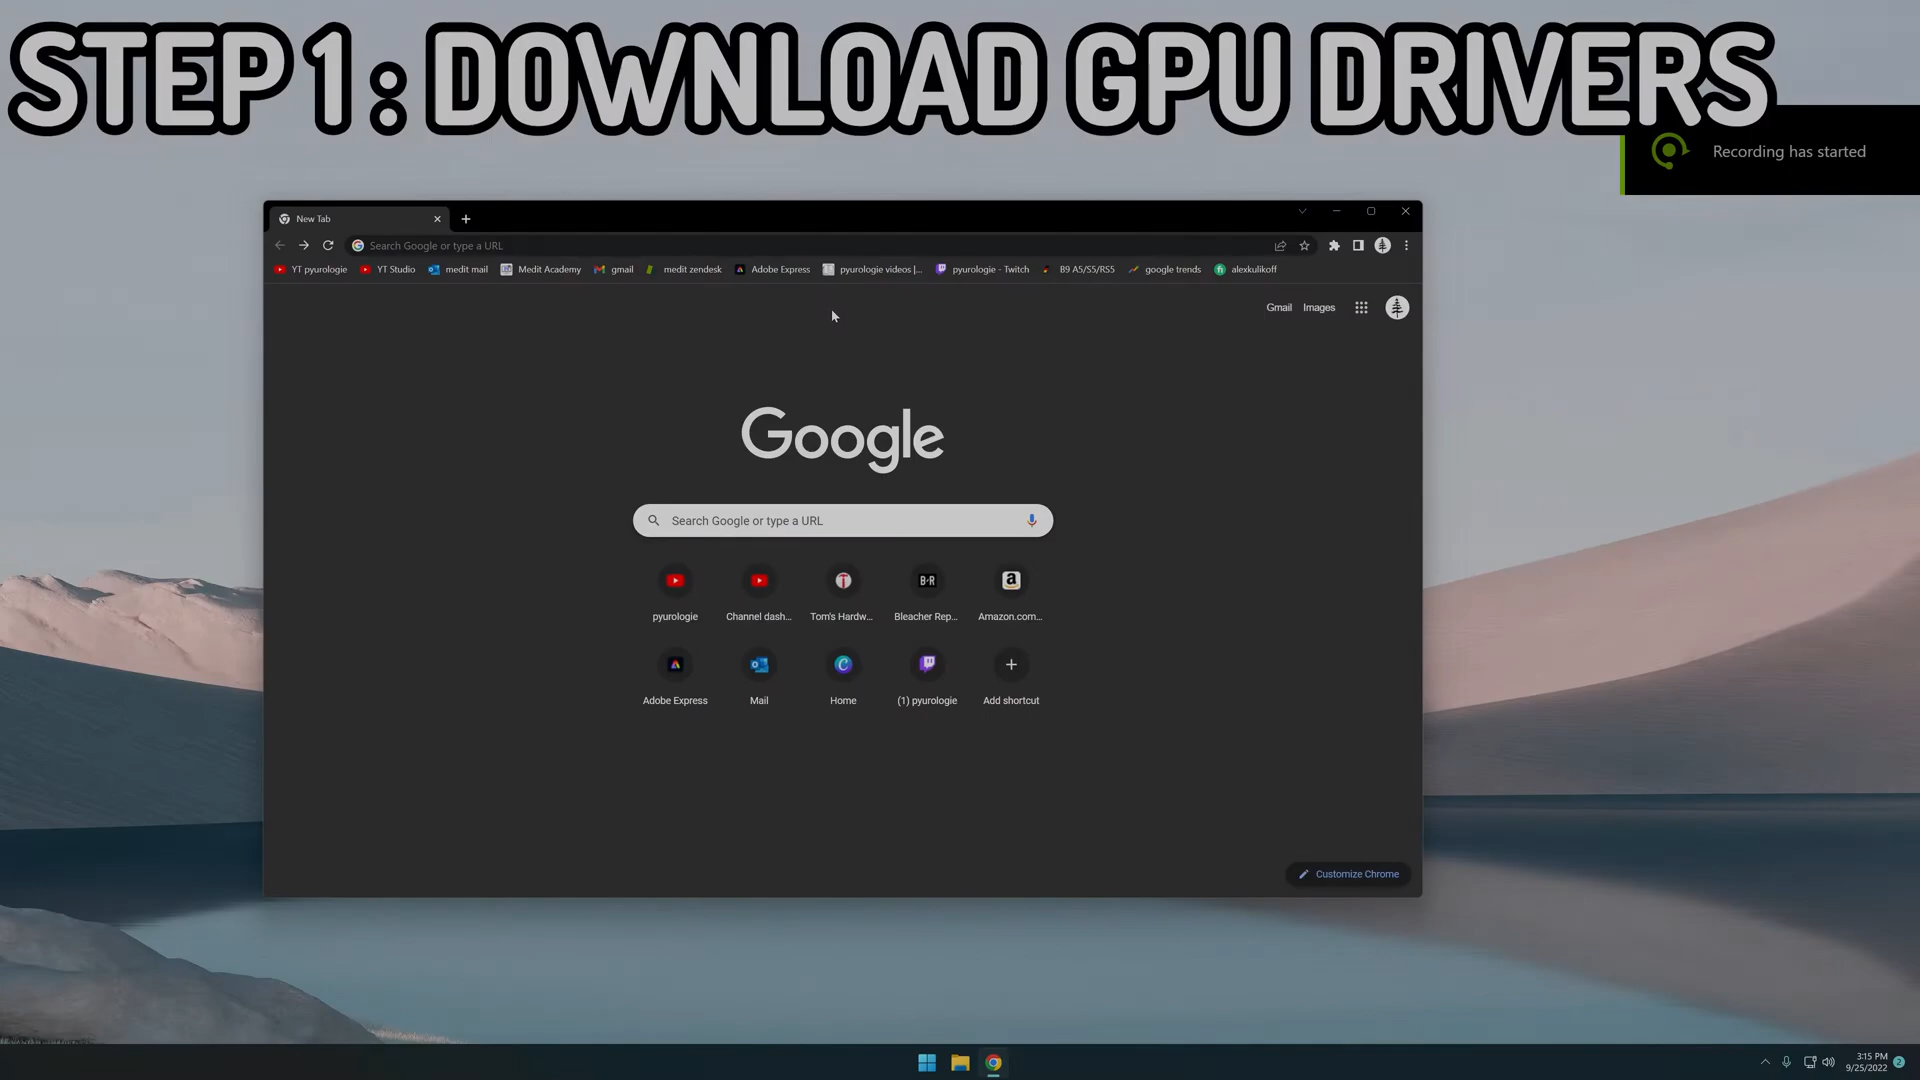 STEP 1: DOWNLOAD GPU DRIVERS
Recording has started
New Tab
Search Google or type a URL
YT pyurologie YT Studio medit mail Medit Academy gmail medit zendesk Adobe Express pyurologie videos |... pyurologie - Twitch B9 A5/S5/RS5 google trends alexkulikoff
Gmail Images
Google
Search Google or type a URL
pyurologie Channel dash... Tom's Hardw... Bleacher Rep... Amazon.com...
Adobe Express Mail Home (1) pyurologie Add shortcut
Customize Chrome
3:15 PM
9/25/2022
2